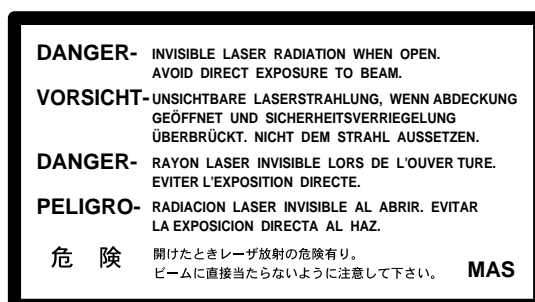 DANGER- INVISIBLE LASER RADIATION WHEN OPEN.
AVOID DIRECT EXPOSURE TO BEAM.
VORSICHT- UNSICHTBARE LASERSTRAHLUNG, WENN ABDECKUNG
GEÖFFNET UND SICHERHEITSVERRIEGELUNG
ÜBERBRÜCKT. NICHT DEM STRAHL AUSSETZEN.
DANGER- RAYON LASER INVISIBLE LORS DE L'OUVER TURE.
EVITER L'EXPOSITION DIRECTE.
PELIGRO- RADIACION LASER INVISIBLE AL ABRIR. EVITAR
LA EXPOSICION DIRECTA AL HAZ.
危 険 開けたときレーザ放射の危険有り。
ビームに直接当たらないように注意して下さい。 MAS